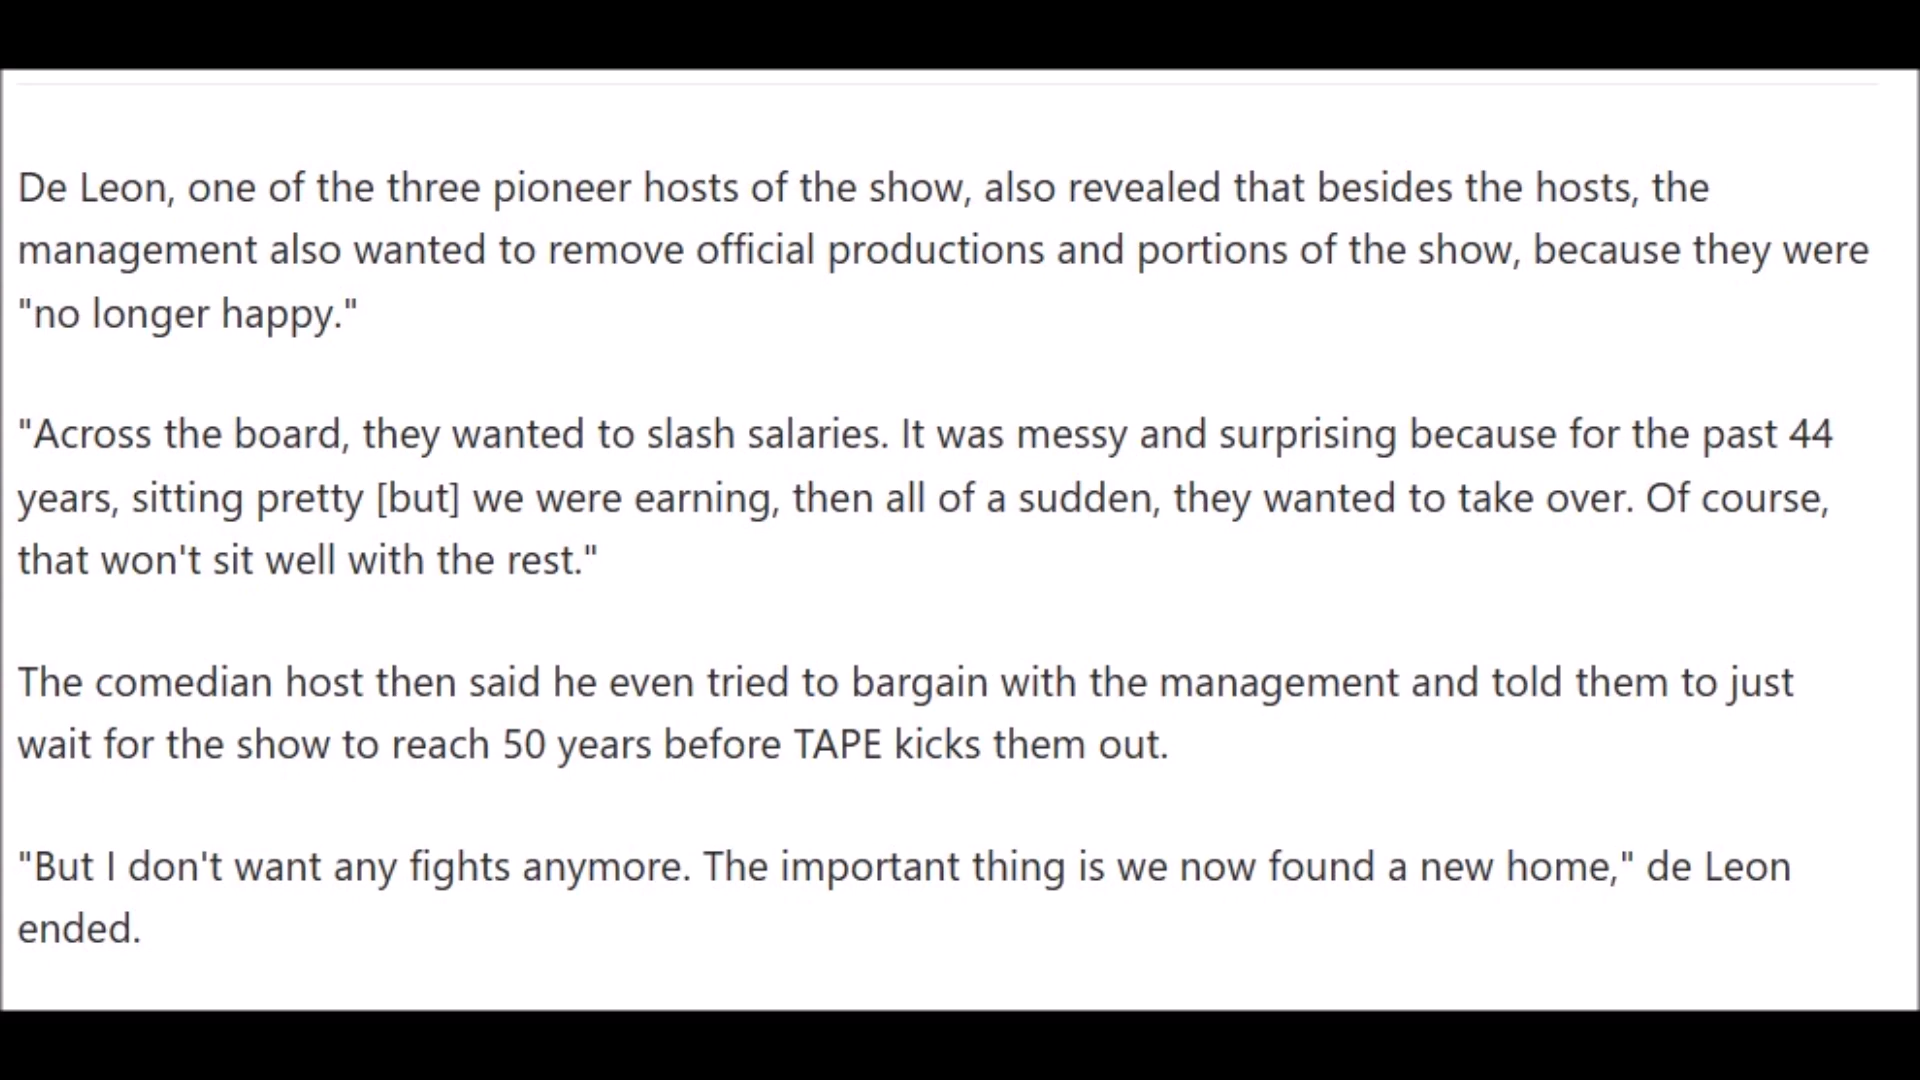 De Leon, one of the three pioneer hosts of the show, also revealed that besides the hosts, the
management also wanted to remove official productions and portions of the show, because they were
"no longer happy."
"Across the board, they wanted to slash salaries. It was messy and surprising because for the past 44
years, sitting pretty [but] we were earning, then all of a sudden, they wanted to take over. Of course,
that won't sit well with the rest."
The comedian host then said he even tried to bargain with the management and told them to just
wait for the show to reach 50 years before TAPE kicks them out.
"But I don't want any fights anymore. The important thing is we now found a new home," de Leon
ended.